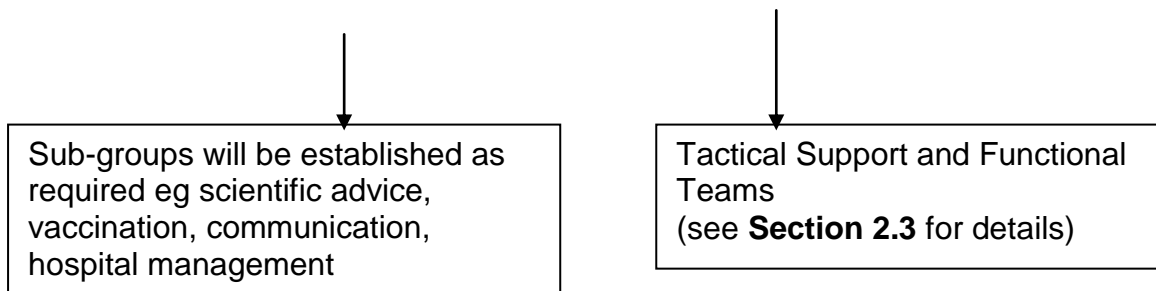 Sub-groups will be established as
required eg scientific advice,
vaccination, communication,
hospital management
Tactical Support and Functional
Teams
(see Section 2.3 for details)